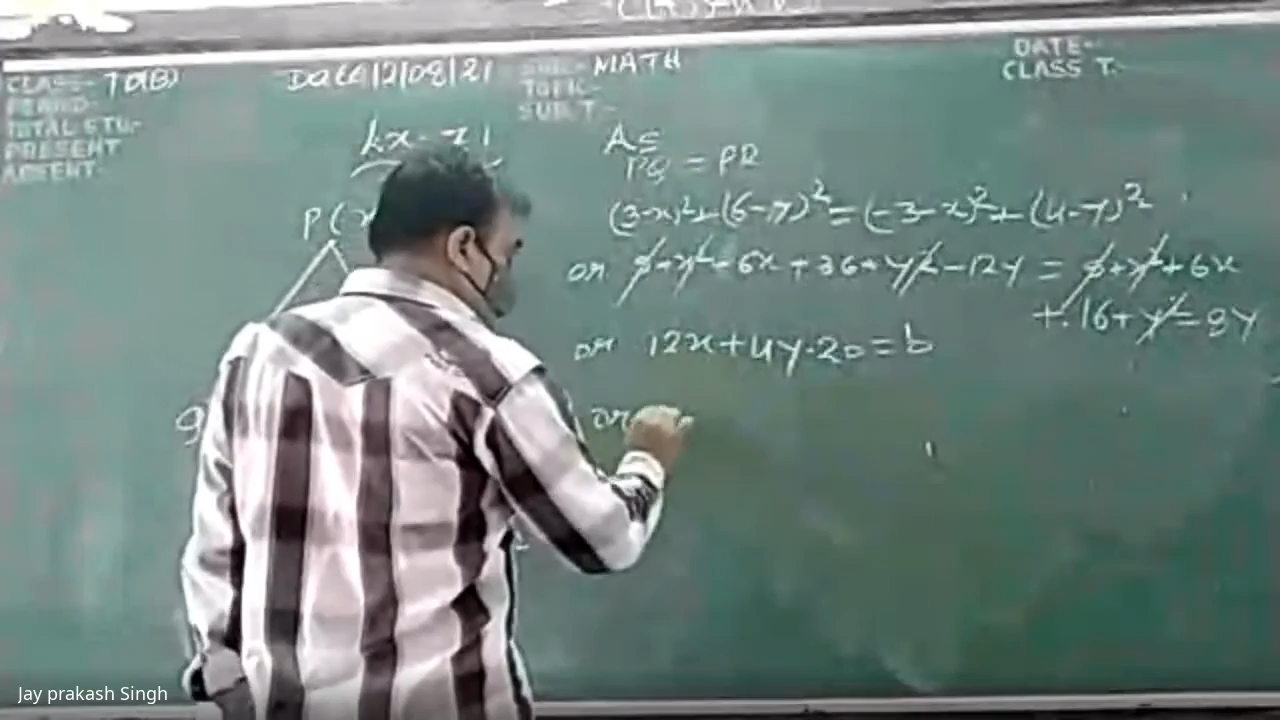 CLASS- 10(B)
PERIOD-
TOTAL STU-
PRESENT
ABSENT-
DATE 12/08/21
SUB.- MATH
TOPIC-
SUB.T.-
DATE-
CLASS T.-
P(x
As
PQ = PR
(3-x)²+(6-y)²=(-3-x)²+(4-y)²
or 9+x²-6x+36+y²-12y = 9+x²+6x
+16+y²-8y
or 12x+4y-20=0
or
Jay prakash Singh